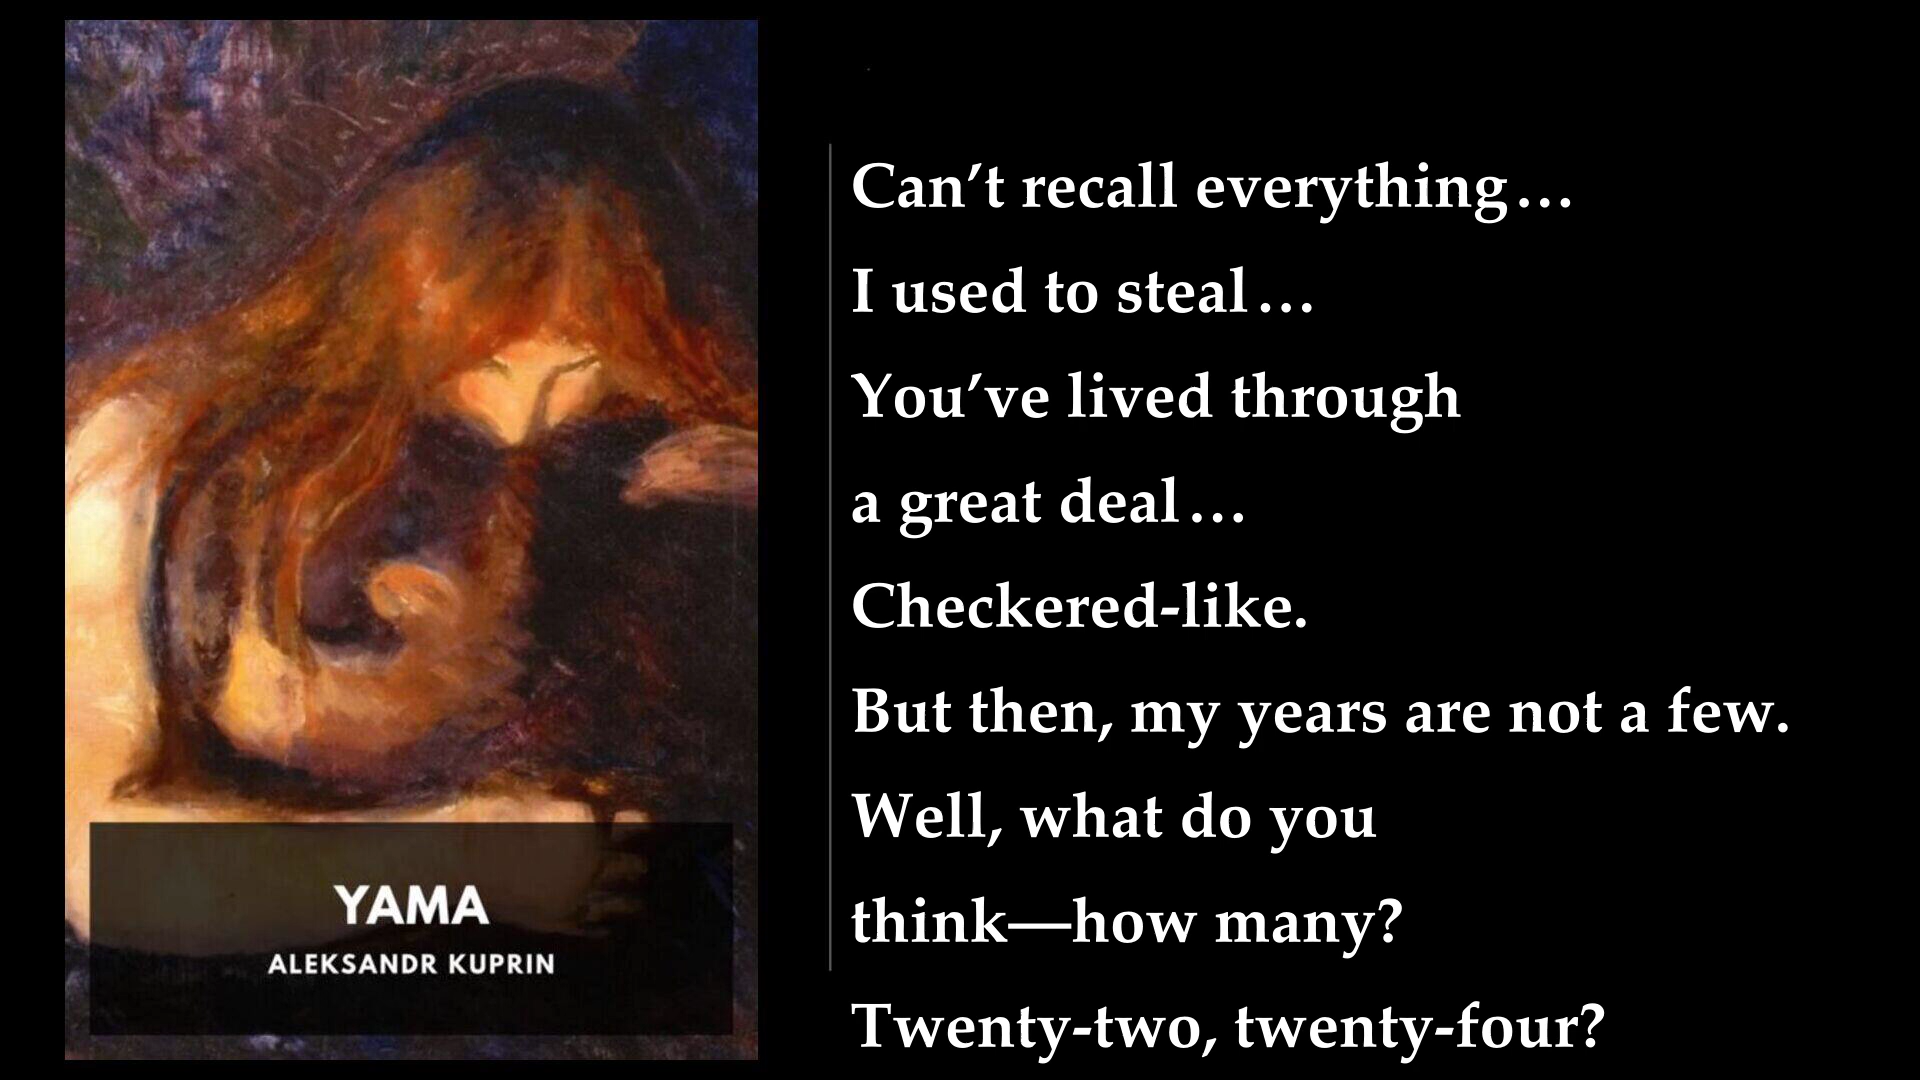 Can’t recall everything…
I used to steal…
You’ve lived through
a great deal…
Checkered-like.
But then, my years are not a few.
Well, what do you
think—how many?
Twenty-two, twenty-four?
YAMA
ALEKSANDR KUPRIN